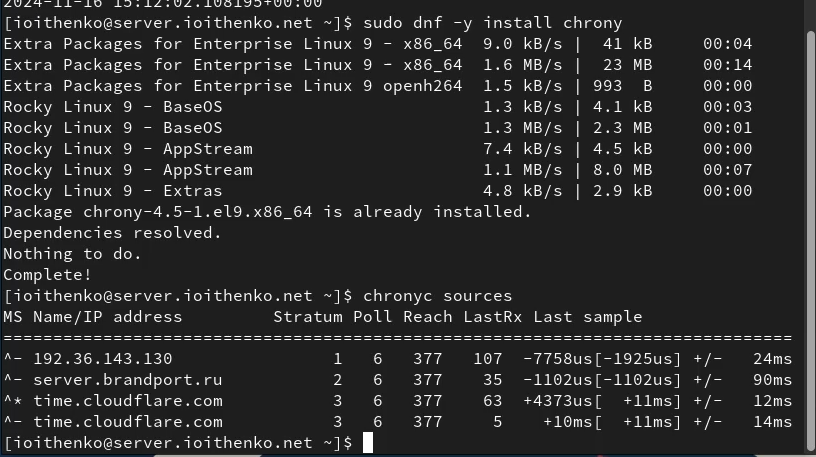 2024-11-16 15:12:02.108195+00:00
[ioithenko@server.ioithenko.net ~]$ sudo dnf -y install chrony
Extra Packages for Enterprise Linux 9 - x86_64  9.0 kB/s |  41 kB     00:04
Extra Packages for Enterprise Linux 9 - x86_64  1.6 MB/s |  23 MB     00:14
Extra Packages for Enterprise Linux 9 openh264  1.5 kB/s | 993  B     00:00
Rocky Linux 9 - BaseOS                          1.3 kB/s | 4.1 kB     00:03
Rocky Linux 9 - BaseOS                          1.3 MB/s | 2.3 MB     00:01
Rocky Linux 9 - AppStream                       7.4 kB/s | 4.5 kB     00:00
Rocky Linux 9 - AppStream                       1.1 MB/s | 8.0 MB     00:07
Rocky Linux 9 - Extras                          4.8 kB/s | 2.9 kB     00:00
Package chrony-4.5-1.el9.x86_64 is already installed.
Dependencies resolved.
Nothing to do.
Complete!
[ioithenko@server.ioithenko.net ~]$ chronyc sources
MS Name/IP address         Stratum Poll Reach LastRx Last sample
===============================================================================
^- 192.36.143.130                1   6   377   107  -7758us[-1925us] +/-   24ms
^- server.brandport.ru           2   6   377    35  -1102us[-1102us] +/-   90ms
^* time.cloudflare.com           3   6   377    63  +4373us[  +11ms] +/-   12ms
^- time.cloudflare.com           3   6   377     5    +10ms[  +11ms] +/-   14ms
[ioithenko@server.ioithenko.net ~]$